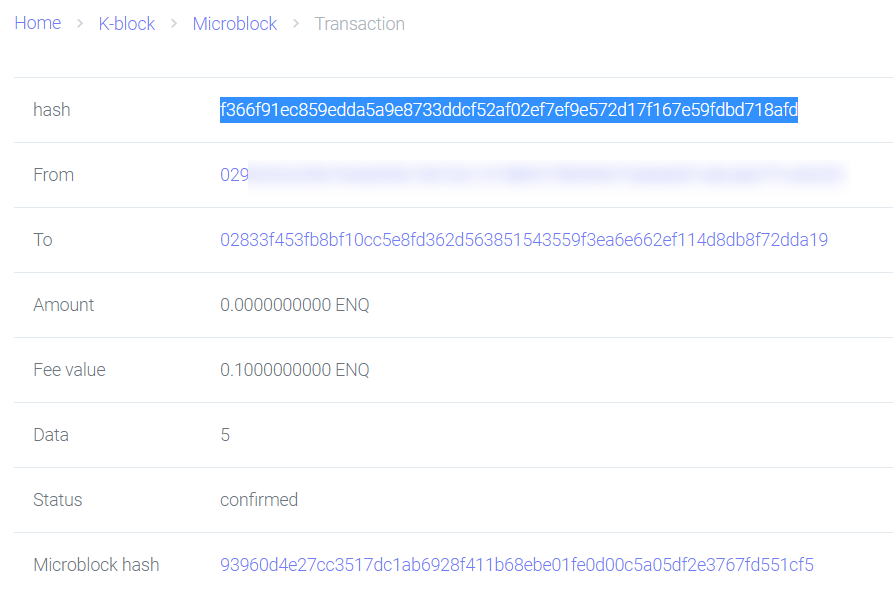 Home > K-block > Microblock > Transaction
hash f366f91ec859edda5a9e8733ddcf52af02ef7ef9e572d17f167e59fdbd718afd
From 029
To 02833f453fb8bf10cc5e8fd362d563851543559f3ea6e662ef114d8db8f72dda19
Amount 0.0000000000 ENQ
Fee value 0.1000000000 ENQ
Data 5
Status confirmed
Microblock hash 93960d4e27cc3517dc1ab6928f411b68ebe01fe0d00c5a05df2e3767fd551cf5